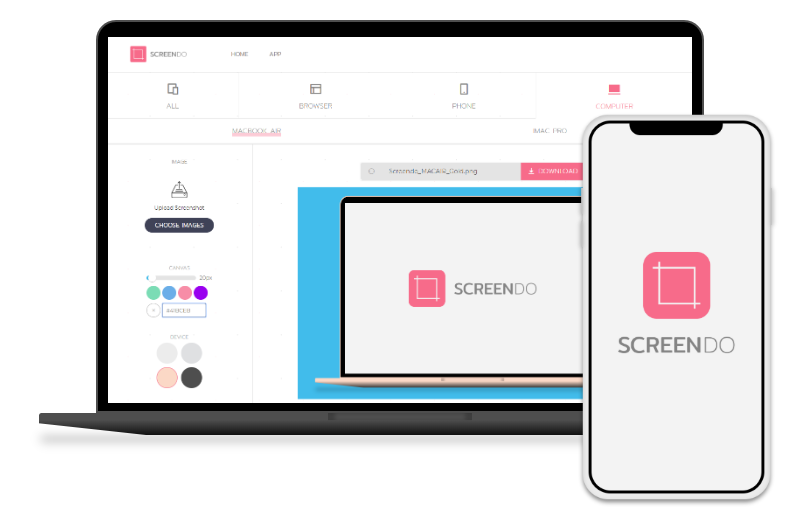 SCREENDO
HOME
APP
ALL
BROWSER
PHONE
COMPUTER
MACBOOK AIR
IMAC PRO
IMAGE
Upload Screenshot
CHOOSE IMAGES
Screendo_MACAIR_Gold.png
DOWNLOAD
CANVAS
20px
DEVICE
SCREENDO
SCREENDO